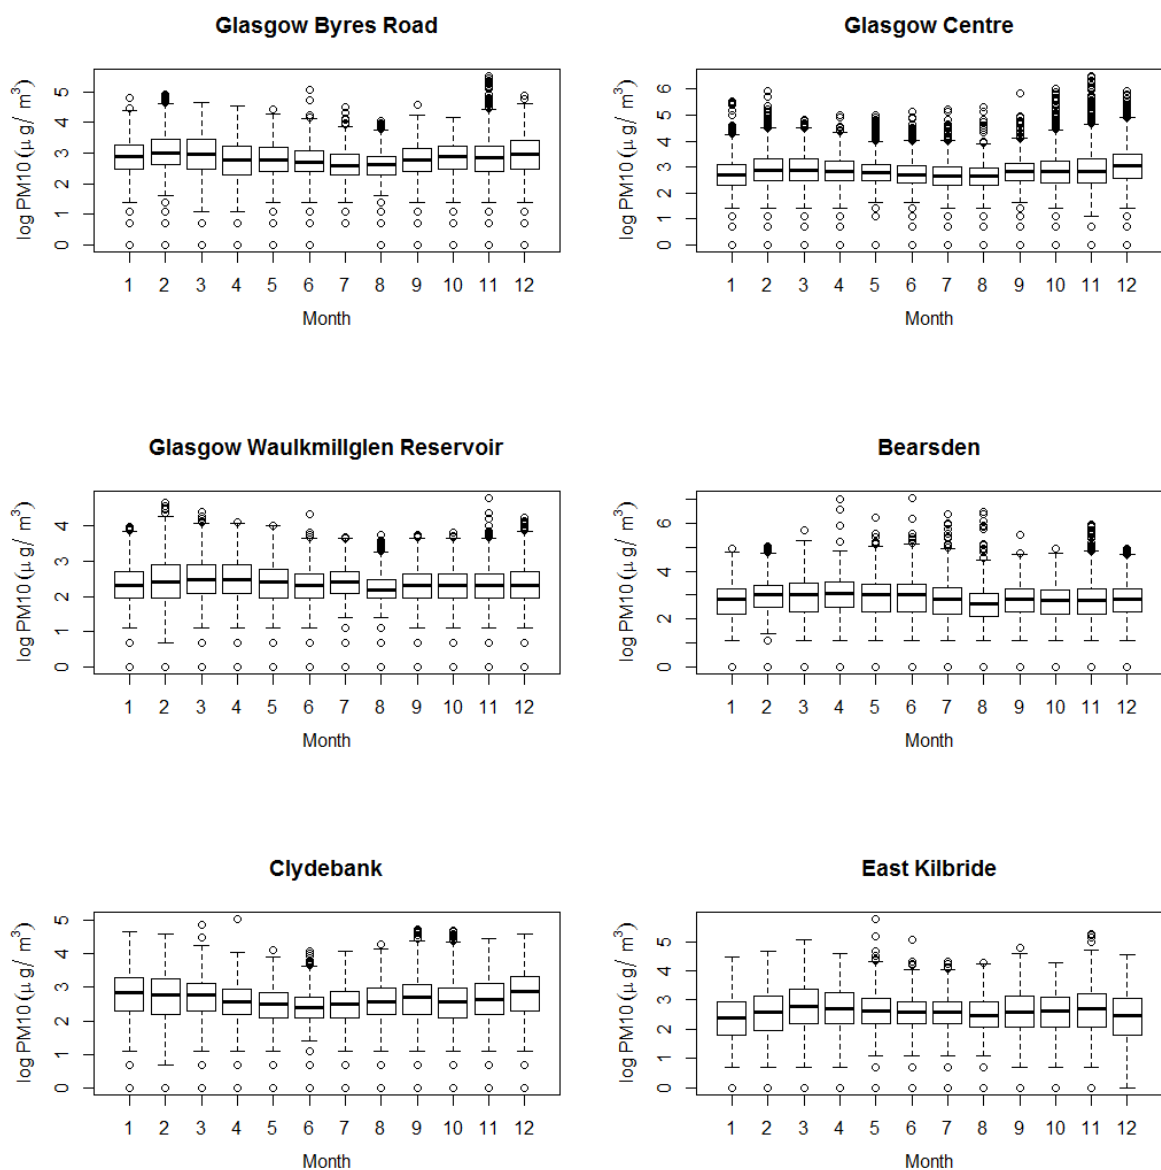 Glasgow Byres Road
log PM10 (μ g/ m³)
5
4
3
2
1
0
1 2 3 4 5 6 7 8 9 10 11 12
Month
Glasgow Centre
log PM10 (μ g/ m³)
6
5
4
3
2
1
0
1 2 3 4 5 6 7 8 9 10 11 12
Month
Glasgow Waulkmillglen Reservoir
log PM10 (μ g/ m³)
4
3
2
1
0
1 2 3 4 5 6 7 8 9 10 11 12
Month
Bearsden
log PM10 (μ g/ m³)
6
4
2
0
1 2 3 4 5 6 7 8 9 10 11 12
Month
Clydebank
log PM10 (μ g/ m³)
5
4
3
2
1
0
1 2 3 4 5 6 7 8 9 10 11 12
Month
East Kilbride
log PM10 (μ g/ m³)
5
4
3
2
1
0
1 2 3 4 5 6 7 8 9 10 11 12
Month